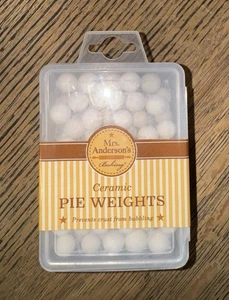 Mrs.
Anderson's
Baking
Ceramic
PIE WEIGHTS
Prevents crust from bubbling